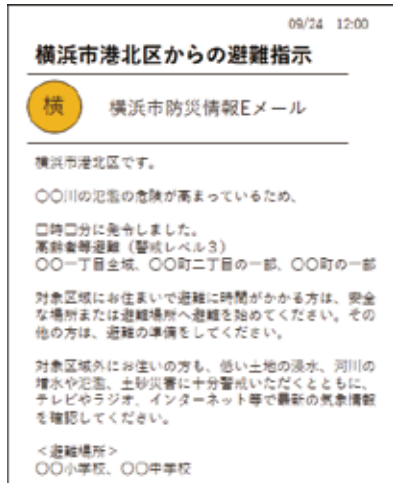 09/24 12:00
横浜市港北区からの避難指示
横
横浜市防災情報Eメール
横浜市港北区です。
〇〇川の氾濫の危険が高まっているため、
□時□分に発令しました。
高齢者等避難（警戒レベル３）
〇〇一丁目全域、〇〇町二丁目の一部、〇〇町の一部
対象区域にお住まいで避難に時間がかかる方は、安全
な場所または避難場所へ避難を始めてください。その
他の方は、避難の準備をしてください。
対象区域外にお住いの方も、低い土地の浸水、河川の
増水や氾濫、土砂災害に十分警戒いただくとともに、
テレビやラジオ、インターネット等で最新の気象情報
を確認してください。
＜避難場所＞
〇〇小学校、〇〇中学校